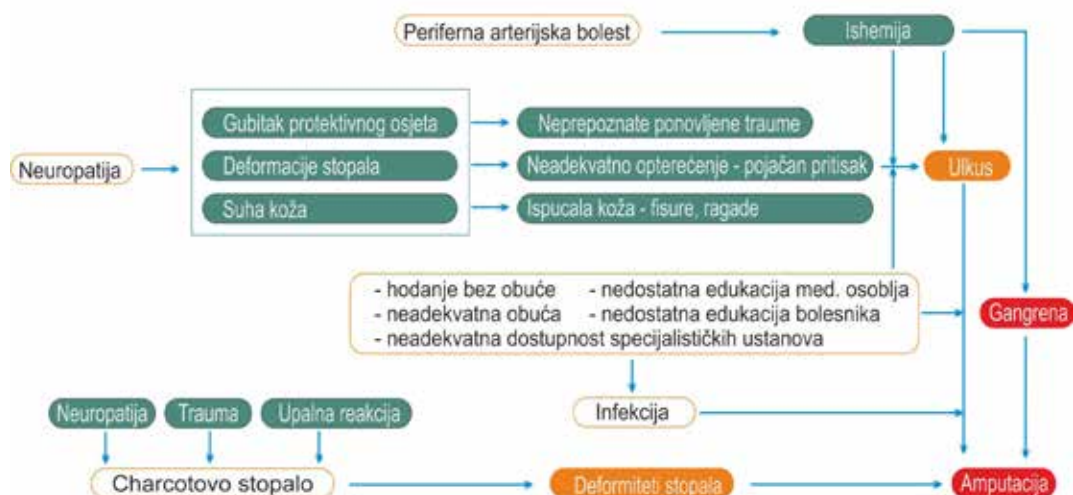 Periferna arterijska bolest
Ishemija
Gubitak protektivnog osjeta
Neprepoznate ponovljene traume
Neuropatija
Deformacije stopala
Neadekvatno opterećenje - pojačan pritisak
Ulkus
Suha koža
Ispucala koža - fisure, ragade
- hodanje bez obuće
- nedostatna edukacija med. osoblja
- neadekvatna obuća
- nedostatna edukacija bolesnika
- neadekvatna dostupnost specijalističkih ustanova
Gangrena
Neuropatija
Trauma
Upalna reakcija
Infekcija
Charcotovo stopalo
Deformiteti stopala
Amputacija